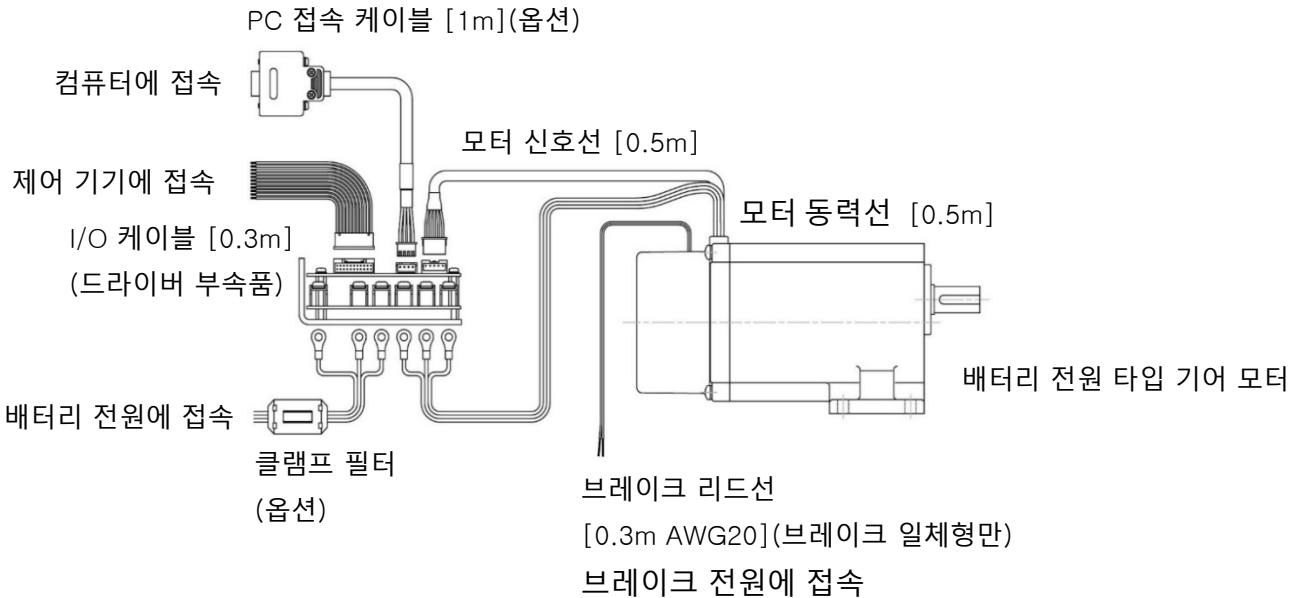 PC 접속 케이블 [1m](옵션)
컴퓨터에 접속
모터 신호선 [0.5m]
제어 기기에 접속
모터 동력선 [0.5m]
I/O 케이블 [0.3m]
(드라이버 부속품)
배터리 전원 타입 기어 모터
배터리 전원에 접속
클램프 필터
(옵션)
브레이크 리드선
[0.3m AWG20](브레이크 일체형만)
브레이크 전원에 접속